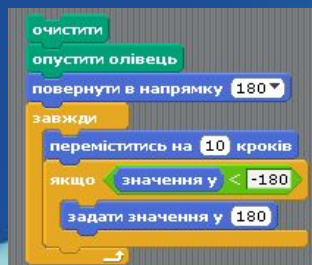 очистити
опустити олівець
повернути в напрямку 180
завжди
переміститись на 10 кроків
якщо значення y < -180
задати значення y 180